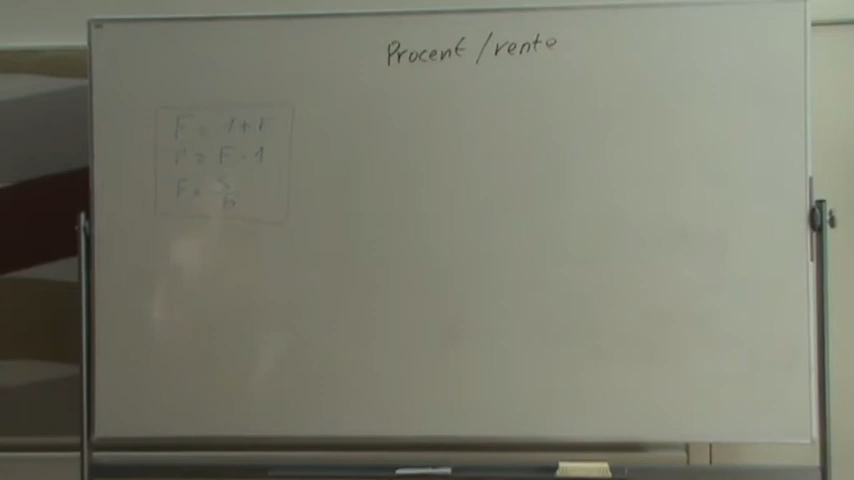 Procent / rente
F = 1 + r
r = F - 1
F = S/B